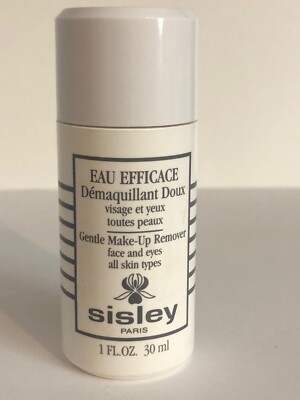 EAU EFFICACE
Démaquillant Doux
visage et yeux
toutes peaux
Gentle Make-Up Remover
face and eyes
all skin types
sisley
PARIS
1 FL.OZ. 30 ml